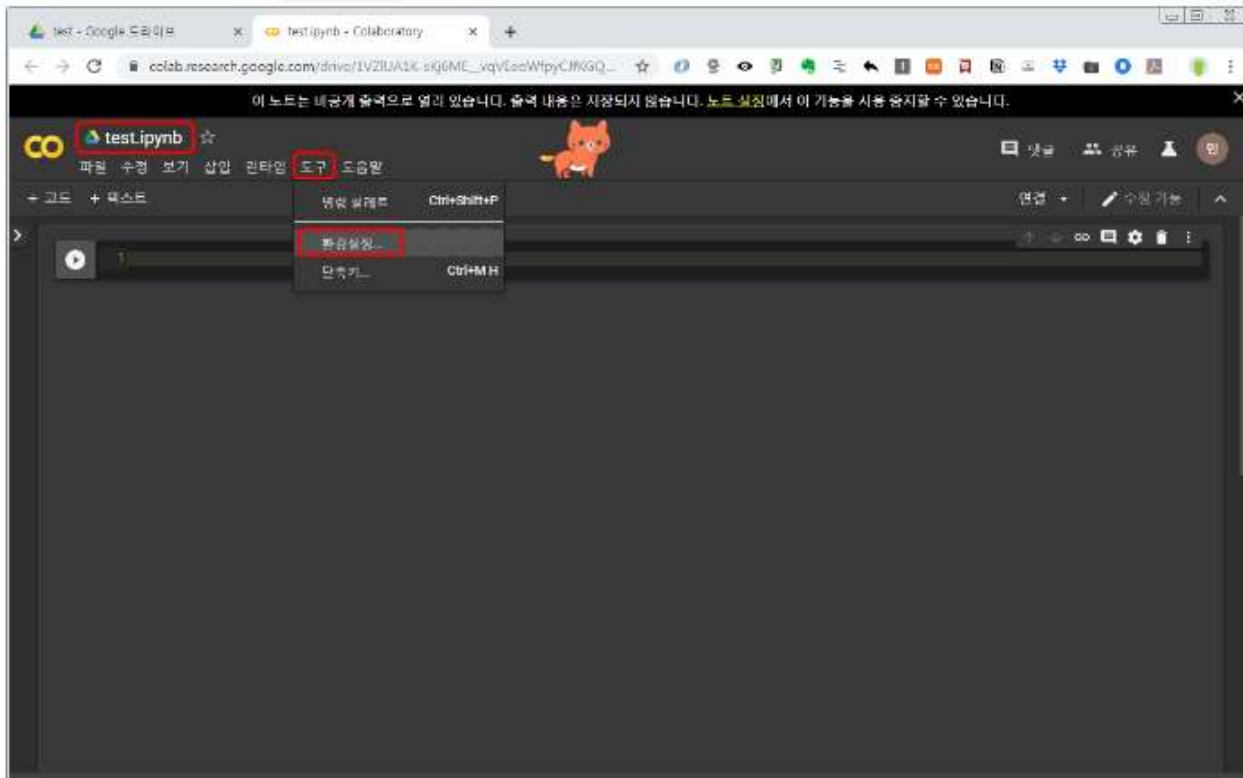 test - Google 드라이브
test.ipynb - Colaboratory
colab.research.google.com/drive/
이 노트는 비공개 출력으로 열려 있습니다. 출력 내용은 저장되지 않습니다. 노트 설정에서 이 기능을 사용 중지할 수 있습니다.
CO test.ipynb
파일 수정 보기 삽입 런타임 도구 도움말
댓글 공유 민
+ 코드 + 텍스트
연결 수정 가능
명령 팔레트 Ctrl+Shift+P
환경설정...
단축키... Ctrl+M H
1